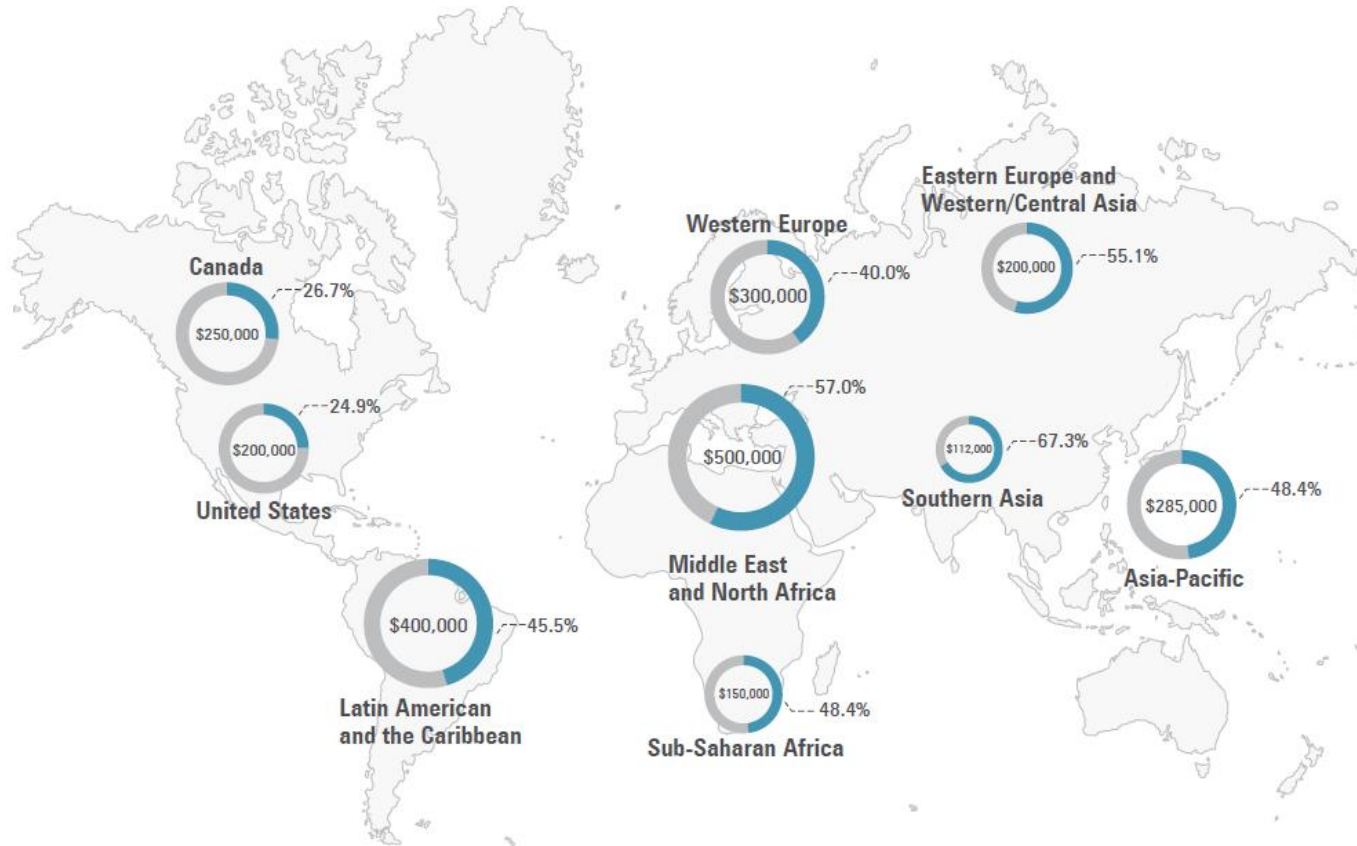 Canada
26.7%
$250,000
24.9%
$200,000
United States
$400,000
45.5%
Latin American
and the Caribbean
Western Europe
40.0%
$300,000
57.0%
$500,000
Middle East
and North Africa
$150,000
48.4%
Sub-Saharan Africa
Eastern Europe and
Western/Central Asia
55.1%
$200,000
67.3%
$112,000
Southern Asia
48.4%
$285,000
Asia-Pacific